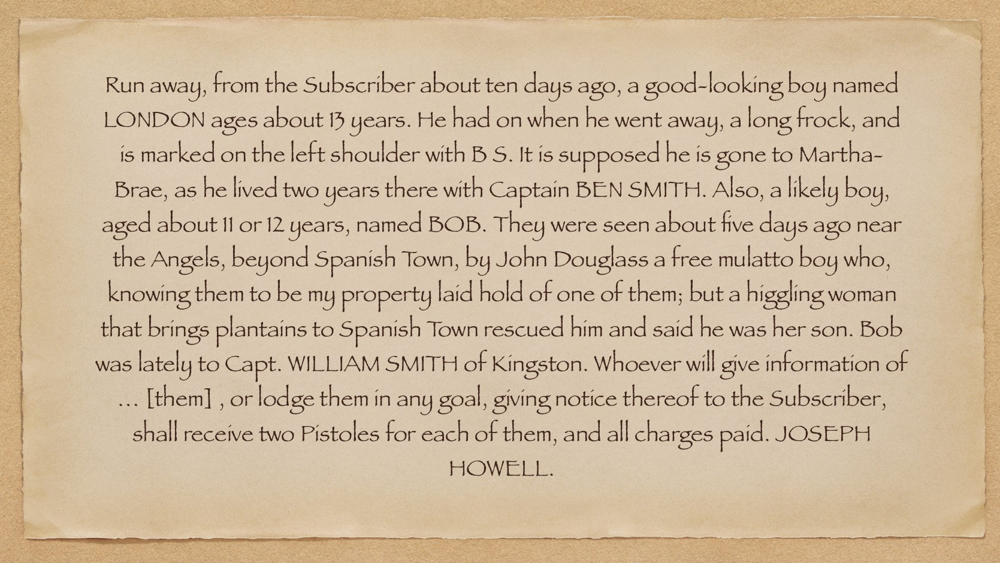 Run away, from the Subscriber about ten days ago, a good-looking boy named
LONDON ages about 13 years. He had on when he went away, a long frock, and
is marked on the left shoulder with B S. It is supposed he is gone to Martha-
Brae, as he lived two years there with Captain BEN SMITH. Also, a likely boy,
aged about 11 or 12 years, named BOB. They were seen about five days ago near
the Angels, beyond Spanish Town, by John Douglass a free mulatto boy who,
knowing them to be my property laid hold of one of them; but a higgling woman
that brings plantains to Spanish Town rescued him and said he was her son. Bob
was lately to Capt. WILLIAM SMITH of Kingston. Whoever will give information of
... [them] , or lodge them in any goal, giving notice thereof to the Subscriber,
shall receive two Pistoles for each of them, and all charges paid. JOSEPH
HOWELL.